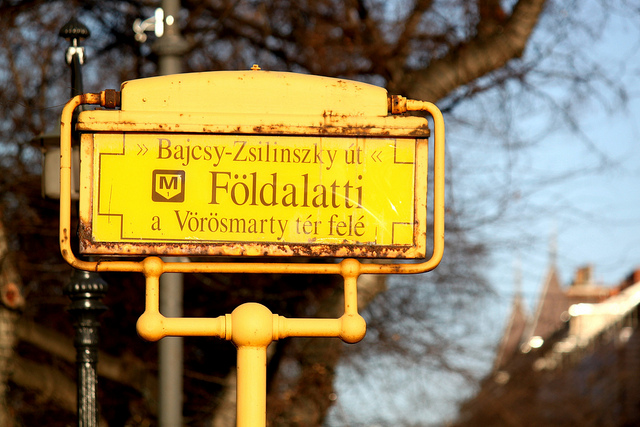 » Bajcsy-Zsilinszky út «
M Földalatti
a Vörösmarty tér felé